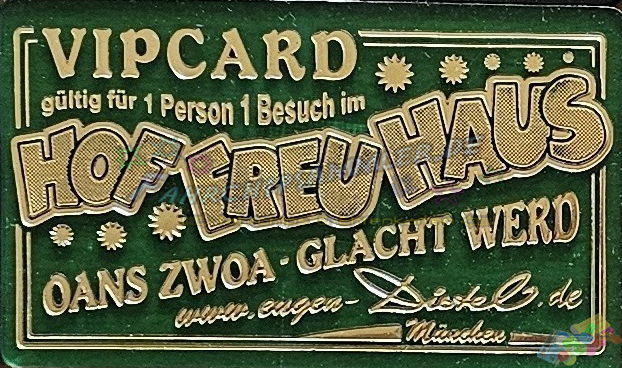 VIPCARD
gültig für 1 Person 1 Besuch im
HOF FREU HAUS
OANS ZWOA - GLACHT WERD
www.eugen-Distel.de
München